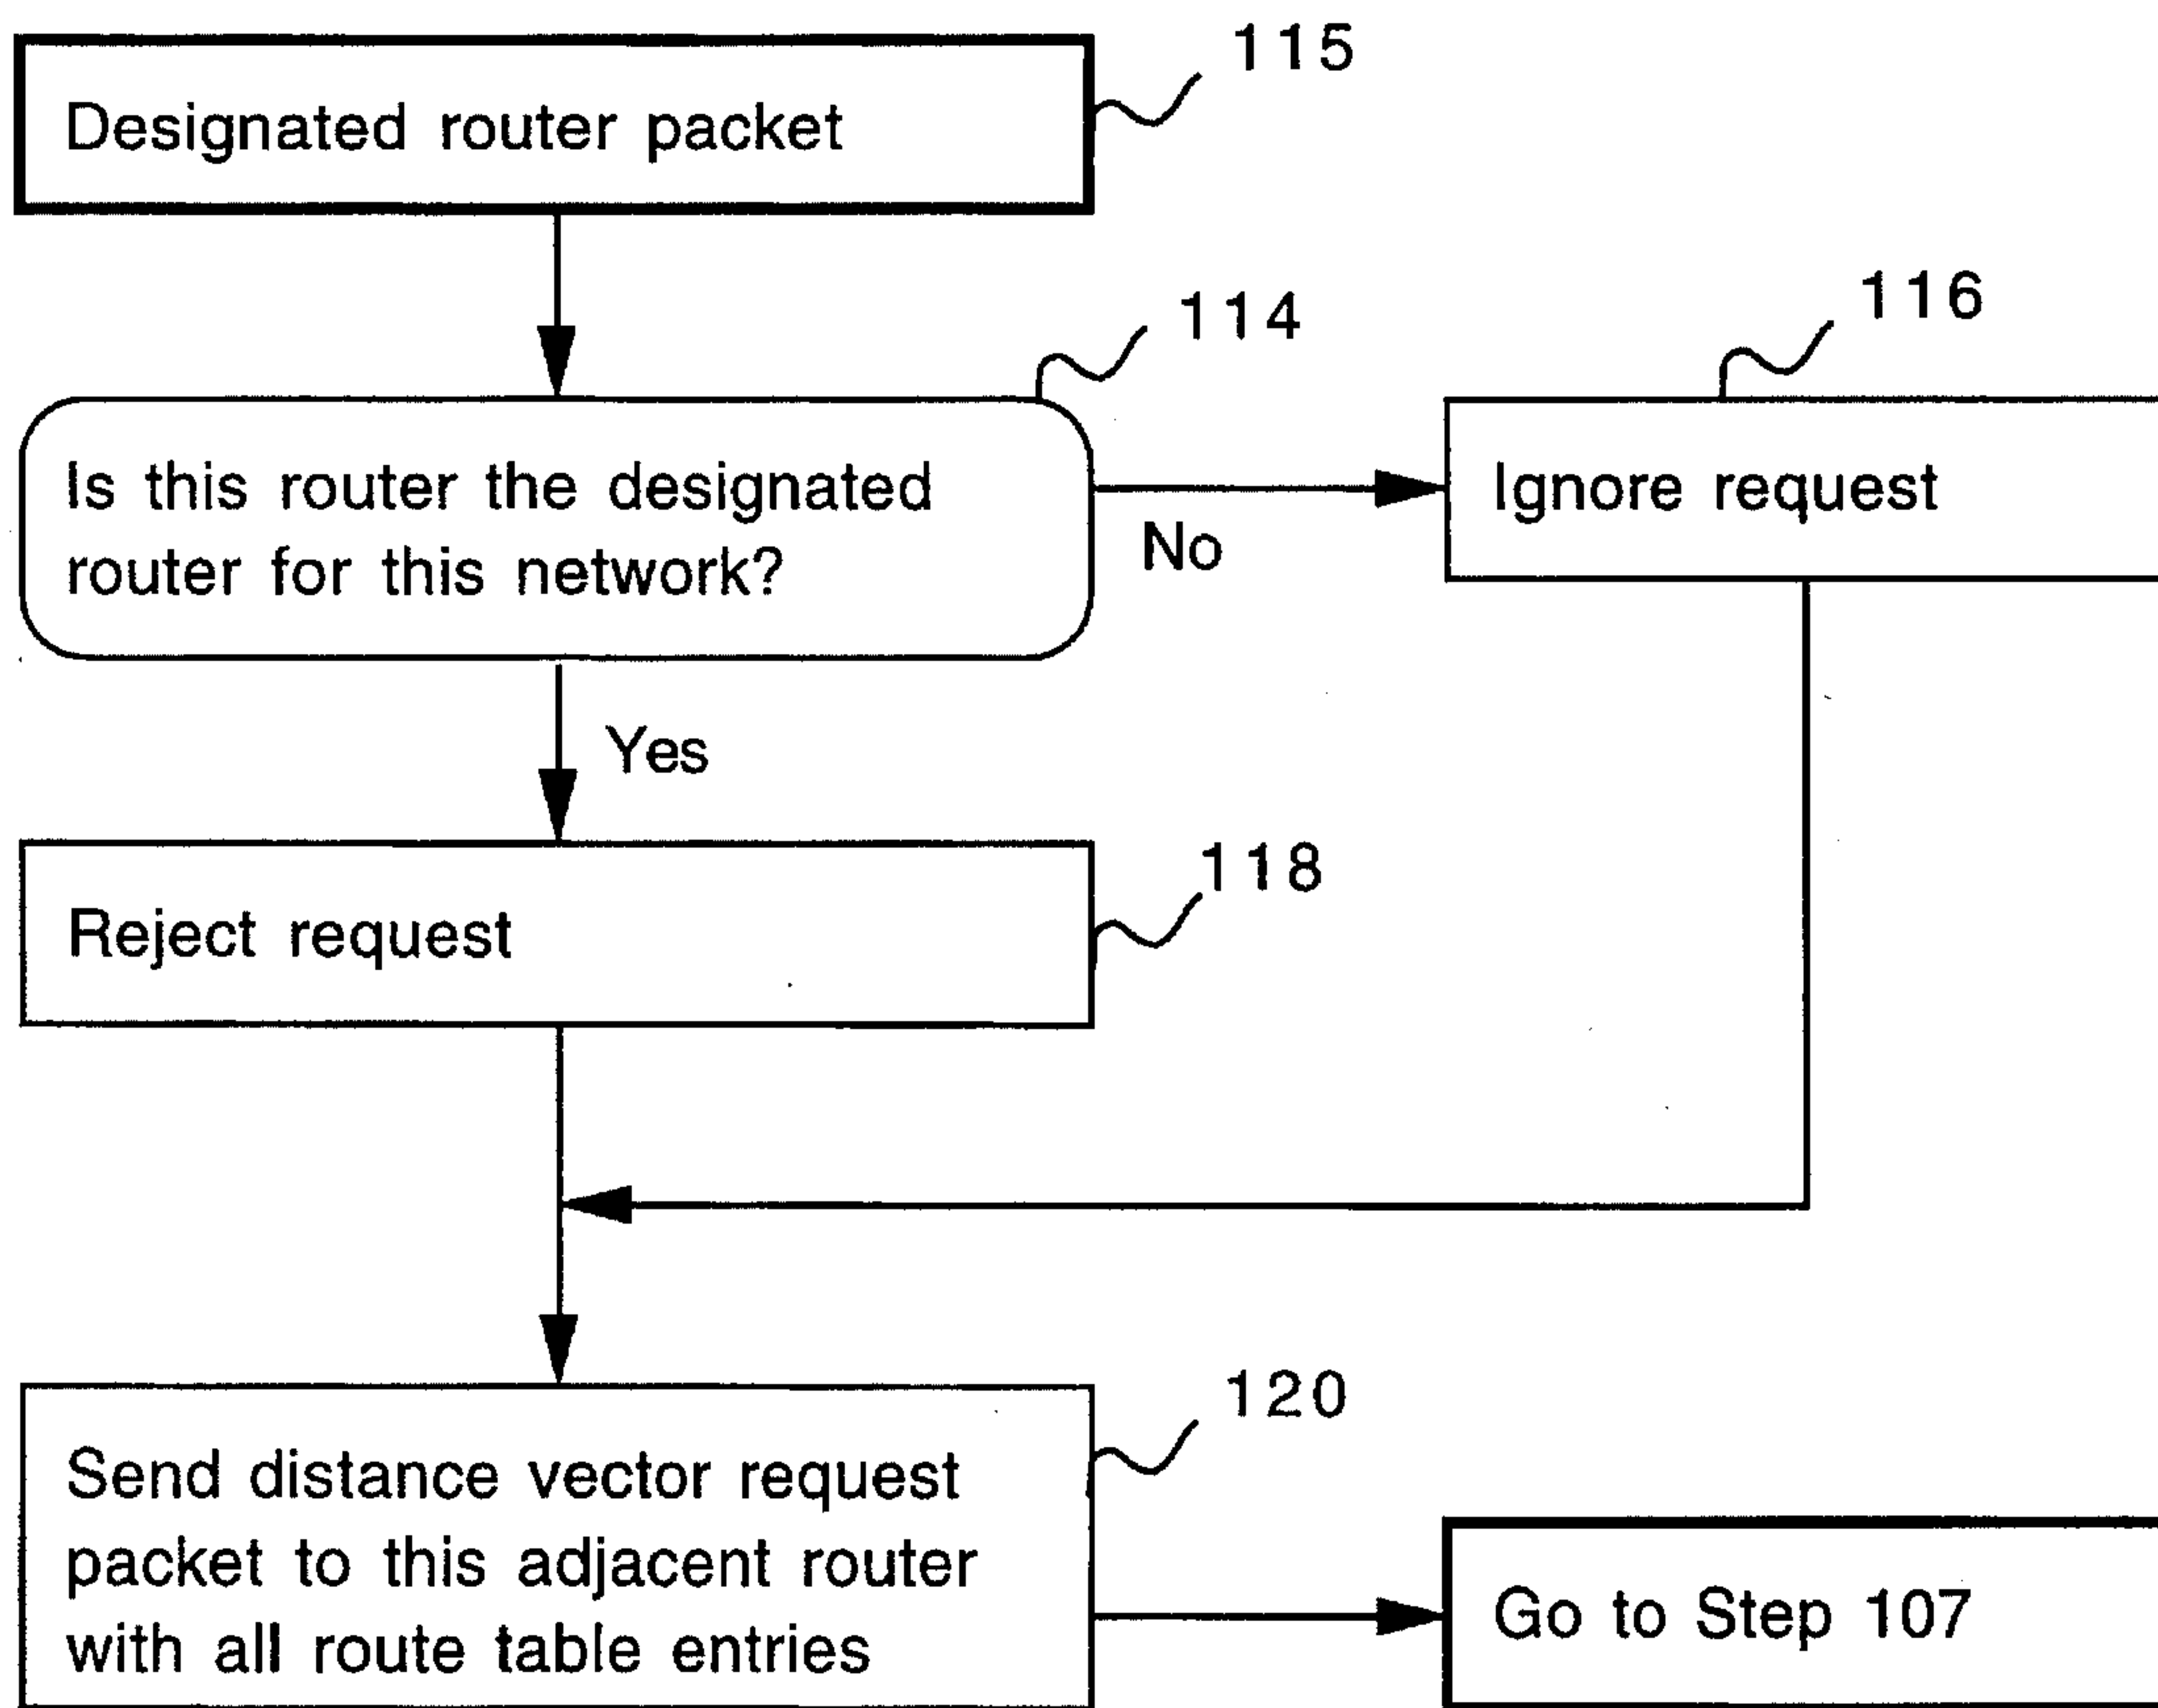 115
Designated router packet
114
116
Is this router the designated
router for this network?
No
Ignore request
Yes
118
Reject request
120
Send distance vector request
packet to this adjacent router
with all route table entries
Go to Step 107